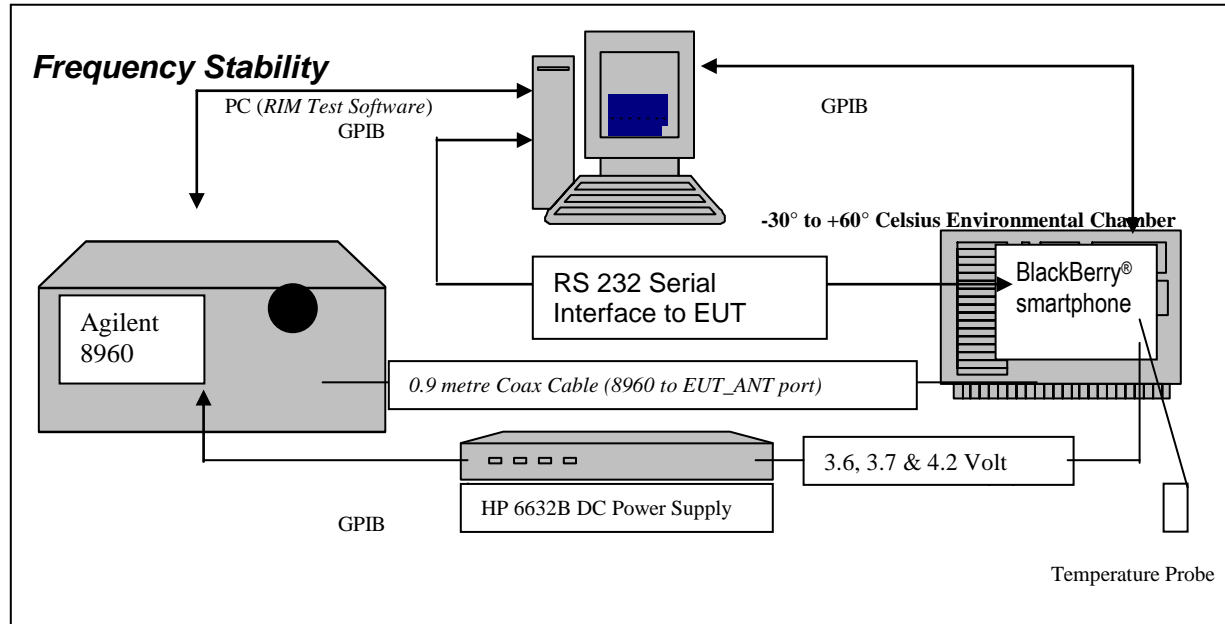 Frequency Stability
PC (RIM Test Software)
GPIB
GPIB
-30° to +60° Celsius Environmental Chamber
RS 232 Serial
Interface to EUT
BlackBerry®
smartphone
Agilent
8960
0.9 metre Coax Cable (8960 to EUT_ANT port)
3.6, 3.7 & 4.2 Volt
HP 6632B DC Power Supply
GPIB
Temperature Probe